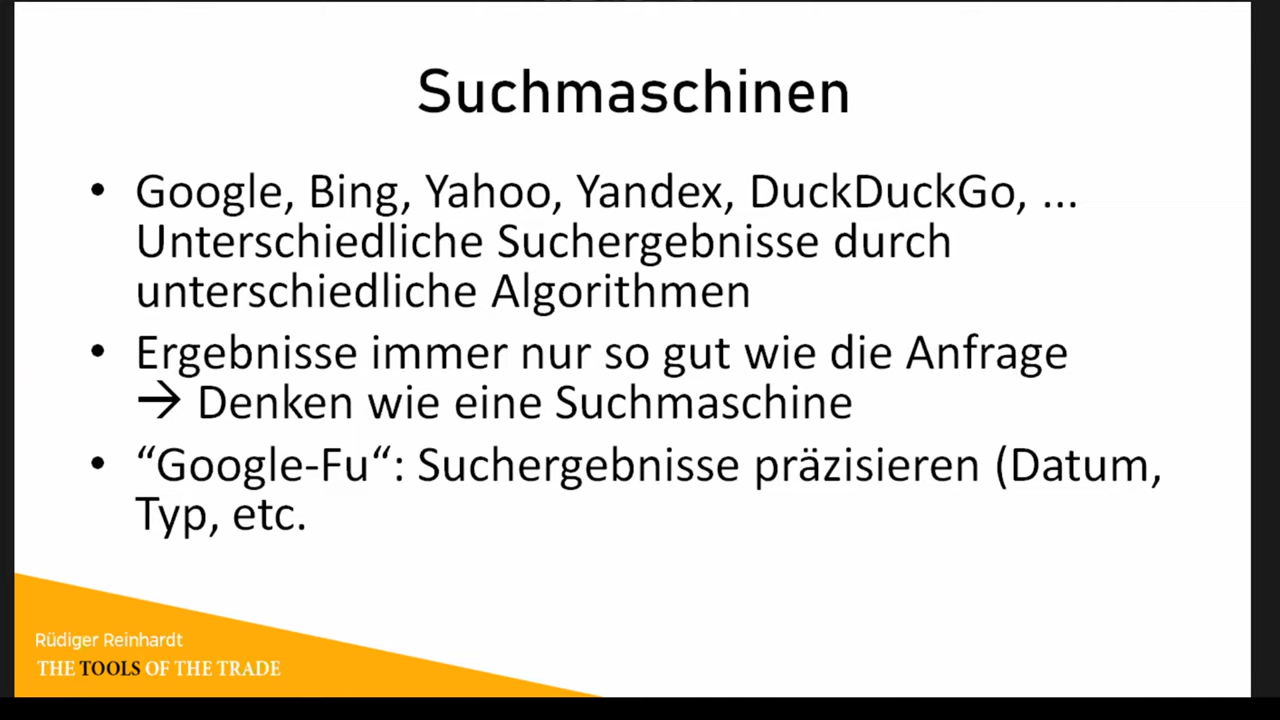 Suchmaschinen
• Google, Bing, Yahoo, Yandex, DuckDuckGo, ...
Unterschiedliche Suchergebnisse durch
unterschiedliche Algorithmen
• Ergebnisse immer nur so gut wie die Anfrage
→ Denken wie eine Suchmaschine
• “Google-Fu“: Suchergebnisse präzisieren (Datum,
Typ, etc.
Rüdiger Reinhardt
THE TOOLS OF THE TRADE